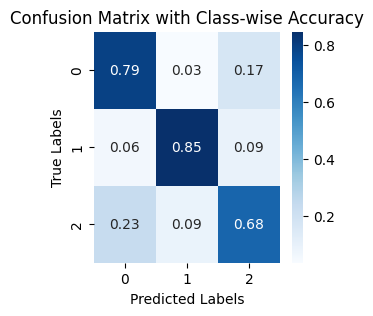 Confusion Matrix with Class-wise Accuracy
True Labels
0 0.79 0.03 0.17
1 0.06 0.85 0.09
2 0.23 0.09 0.68
0 1 2
Predicted Labels
0.8
0.6
0.4
0.2